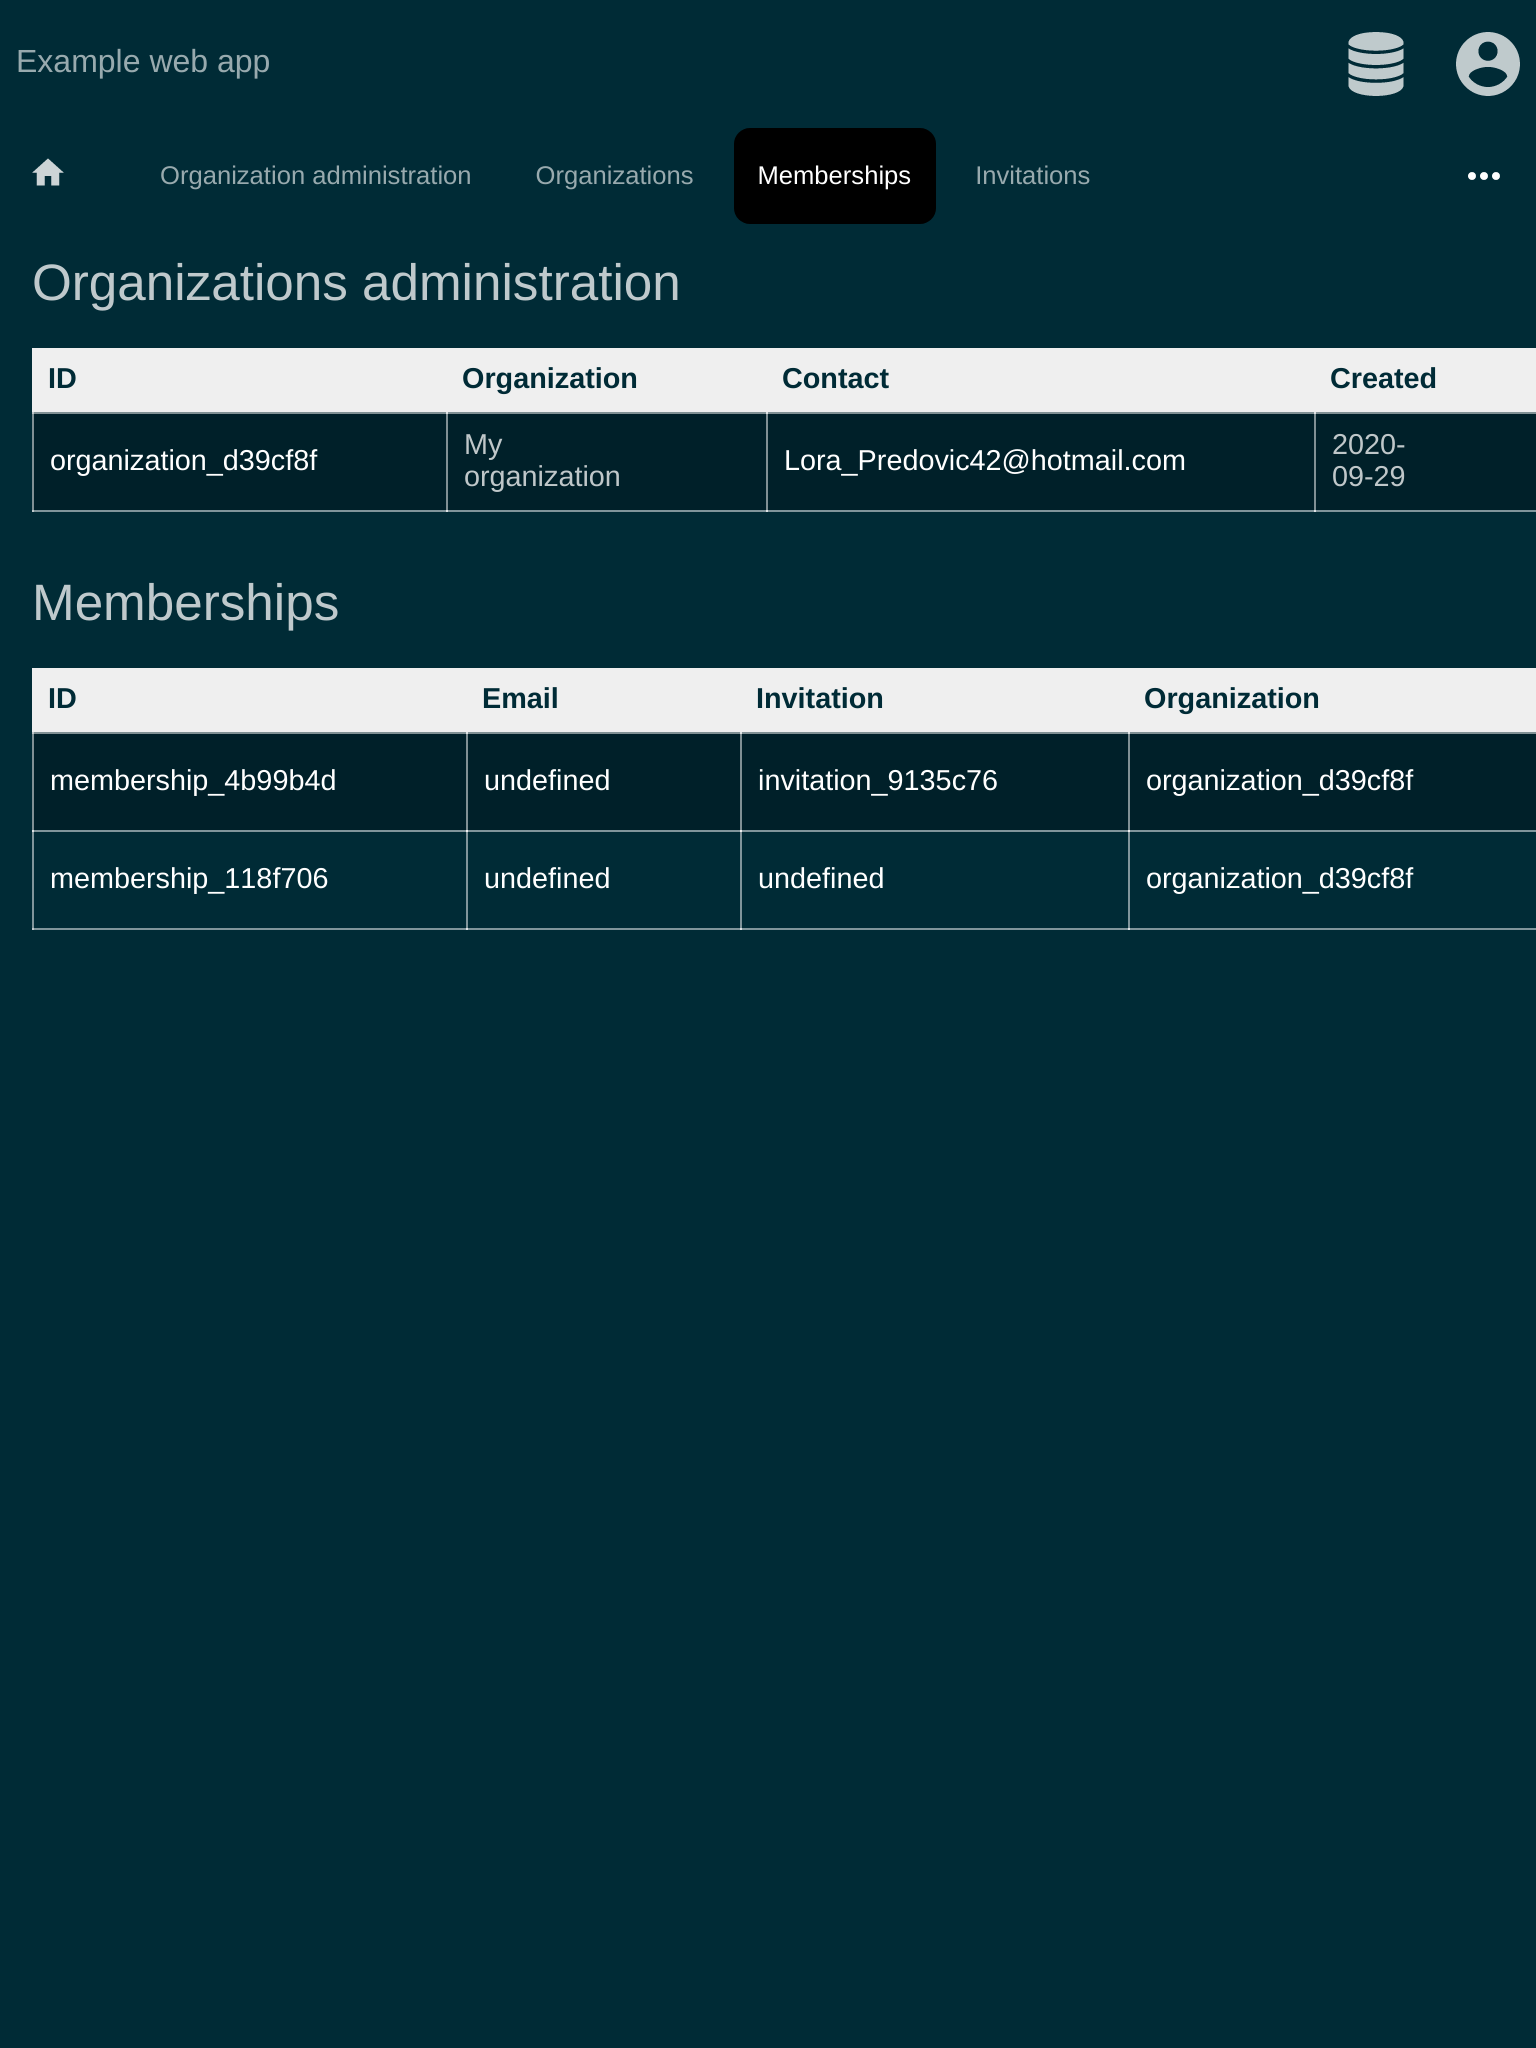 Example web app
Organization administration Organizations Memberships Invitations
Organizations administration
ID Organization Contact Created
organization_d39cf8f My organization Lora_Predovic42@hotmail.com 2020-09-29
Memberships
ID Email Invitation Organization
membership_4b99b4d undefined invitation_9135c76 organization_d39cf8f
membership_118f706 undefined undefined organization_d39cf8f